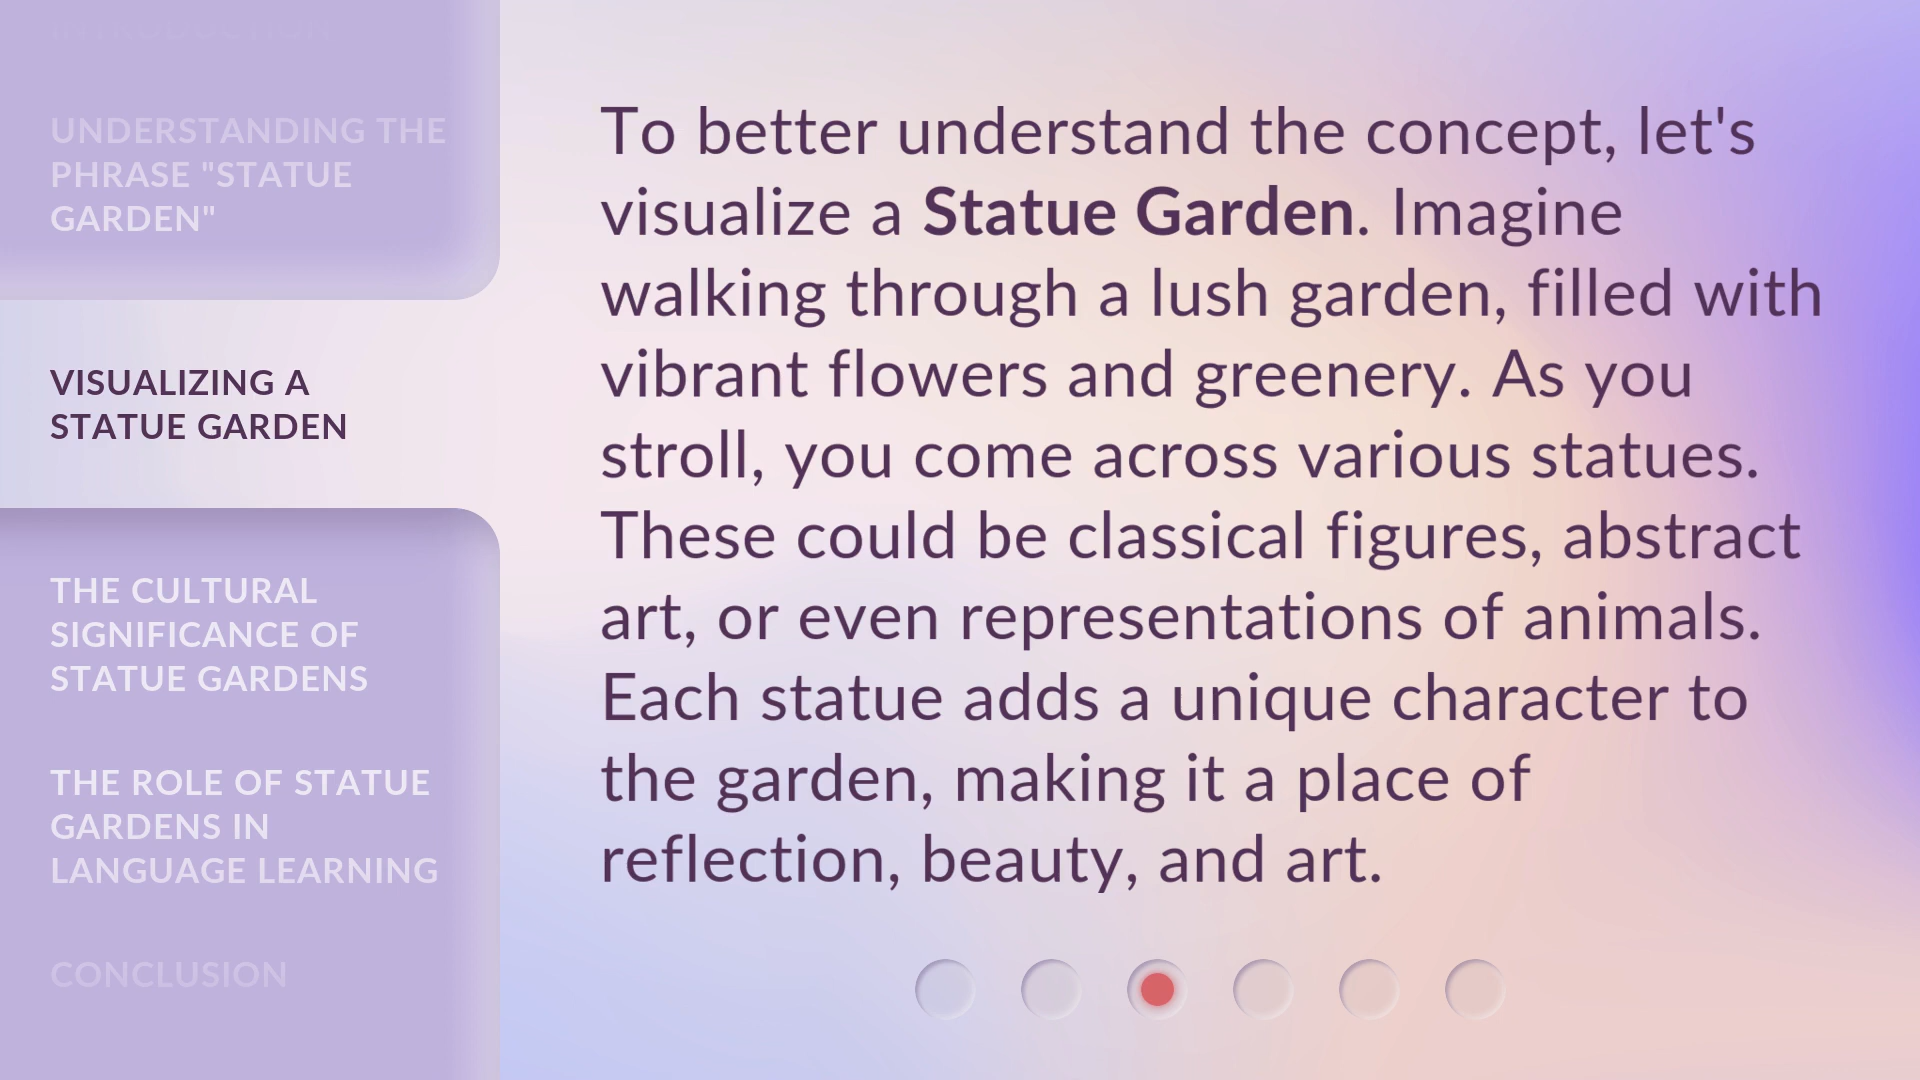 INTRODUCTION
UNDERSTANDING THE
PHRASE "STATUE
GARDEN"
VISUALIZING A
STATUE GARDEN
THE CULTURAL
SIGNIFICANCE OF
STATUE GARDENS
THE ROLE OF STATUE
GARDENS IN
LANGUAGE LEARNING
CONCLUSION
To better understand the concept, let's
visualize a Statue Garden. Imagine
walking through a lush garden, filled with
vibrant flowers and greenery. As you
stroll, you come across various statues.
These could be classical figures, abstract
art, or even representations of animals.
Each statue adds a unique character to
the garden, making it a place of
reflection, beauty, and art.